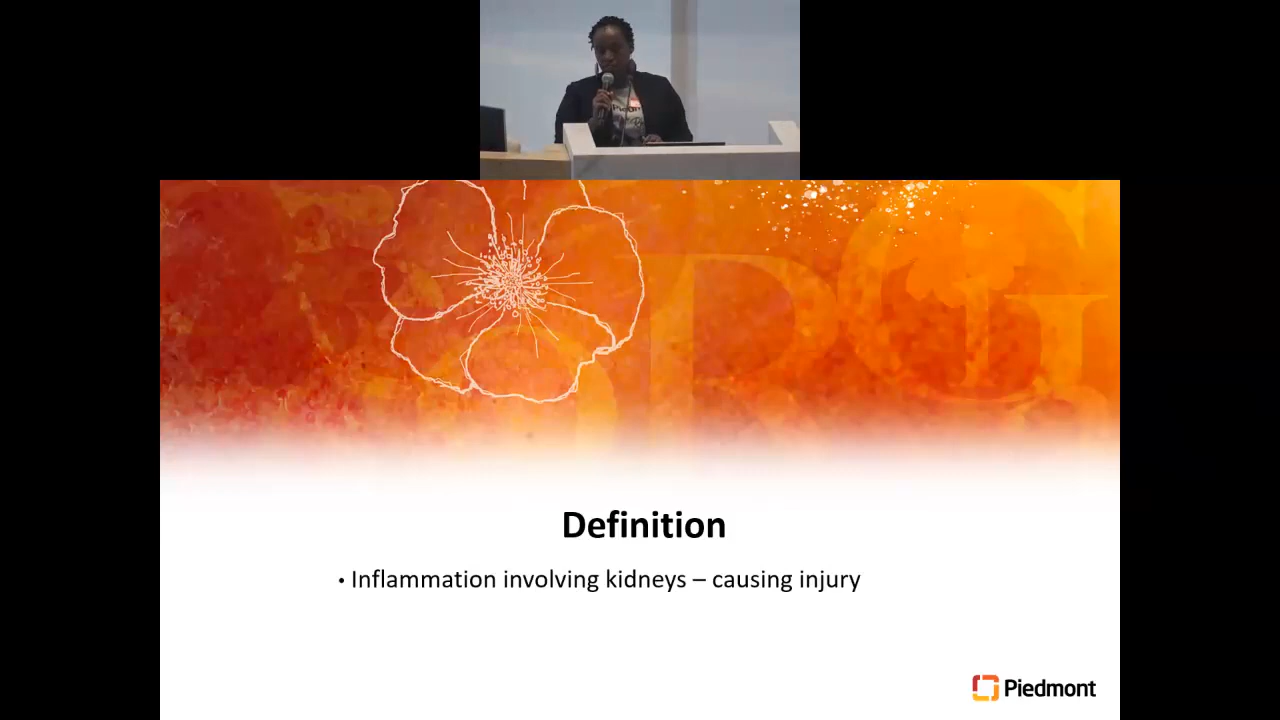 Definition
• Inflammation involving kidneys – causing injury
Piedmont